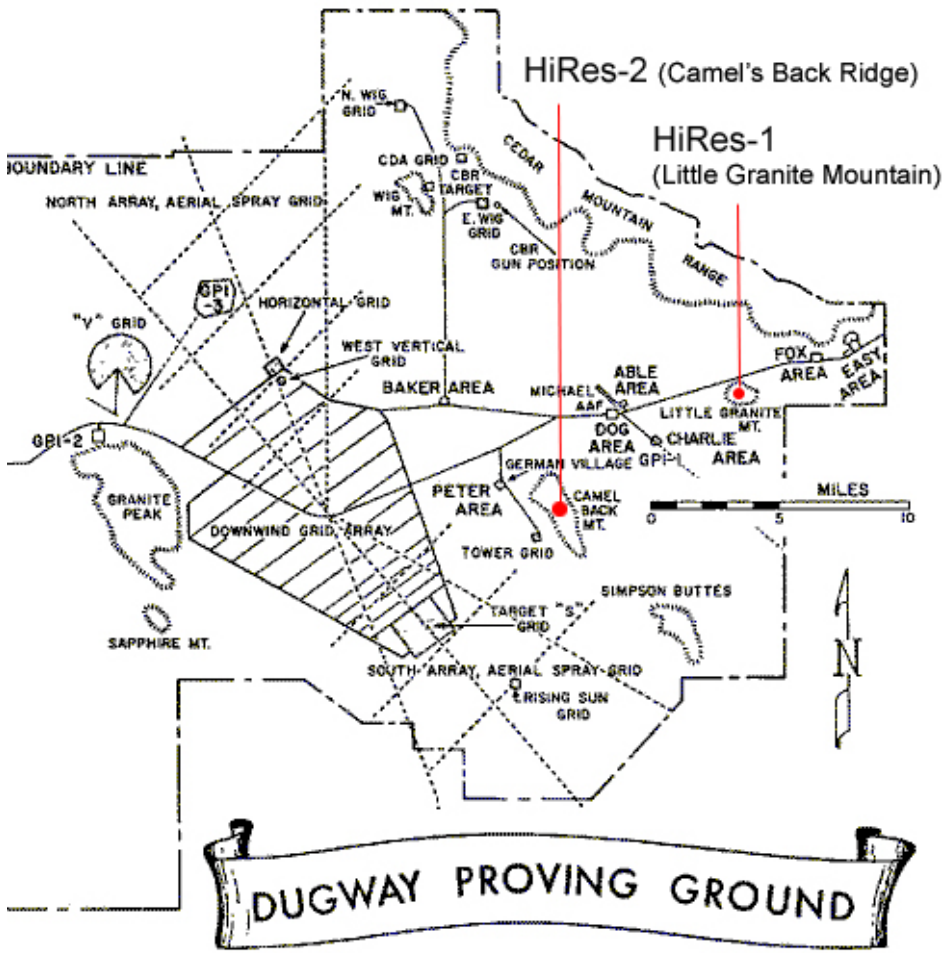 HiRes-2 (Camel's Back Ridge)
HiRes-1
(Little Granite Mountain)
N. WIG
GRID
CDA GRID
CBR
TARGET
WIG
MT.
E. WIG
GRID
CBR
GUN POSITION
CEDAR
MOUNTAIN
RANGE
BOUNDARY LINE
NORTH ARRAY, AERIAL SPRAY GRID
GPI
-3
HORIZONTAL GRID
"V" GRID
WEST VERTICAL
GRID
BAKER AREA
MICHAEL
AAF
ABLE
AREA
FOX
AREA
EASY
AREA
LITTLE GRANITE
MT.
DOG
AREA
CHARLIE
AREA
GPI-1
GPI-2
GERMAN VILLAGE
GRANITE
PEAK
PETER
AREA
CAMEL
BACK
MT.
MILES
0 5 10
DOWNWIND GRID ARRAY
TOWER GRID
SIMPSON BUTTES
TARGET "S"
GRID
SAPPHIRE MT.
SOUTH ARRAY, AERIAL SPRAY GRID
RISING SUN
GRID
N
DUGWAY PROVING GROUND